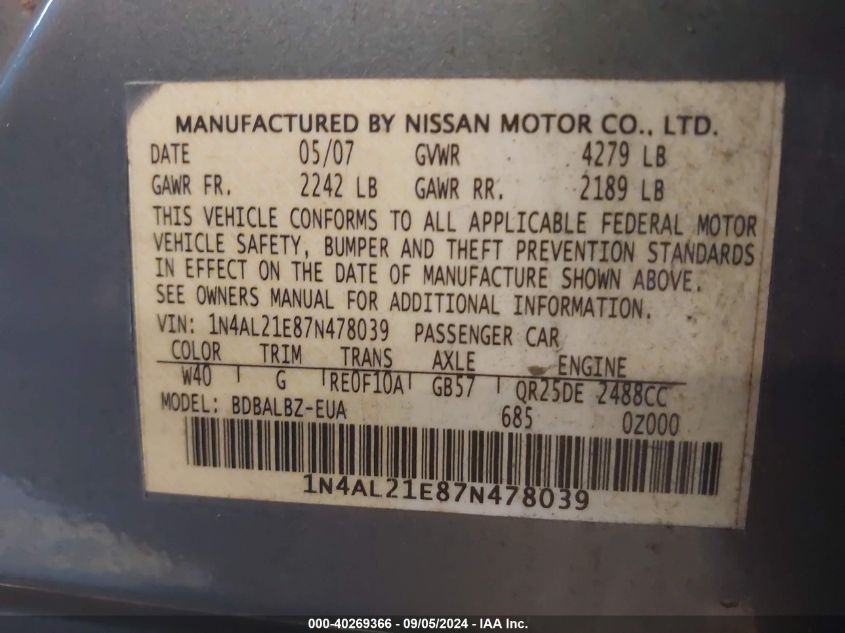 MANUFACTURED BY NISSAN MOTOR CO., LTD.
DATE 05/07 GVWR 4279 LB
GAWR FR. 2242 LB GAWR RR. 2189 LB
THIS VEHICLE CONFORMS TO ALL APPLICABLE FEDERAL MOTOR
VEHICLE SAFETY, BUMPER AND THEFT PREVENTION STANDARDS
IN EFFECT ON THE DATE OF MANUFACTURE SHOWN ABOVE.
SEE OWNERS MANUAL FOR ADDITIONAL INFORMATION.
VIN: 1N4AL21E87N478039 PASSENGER CAR
COLOR TRIM TRANS AXLE ENGINE
W40 G RE0F10A GB57 QR25DE 2488CC
MODEL: BDBALBZ-EUA 685 0Z000
1N4AL21E87N478039
000-40269366 - 09/05/2024 - IAA Inc.